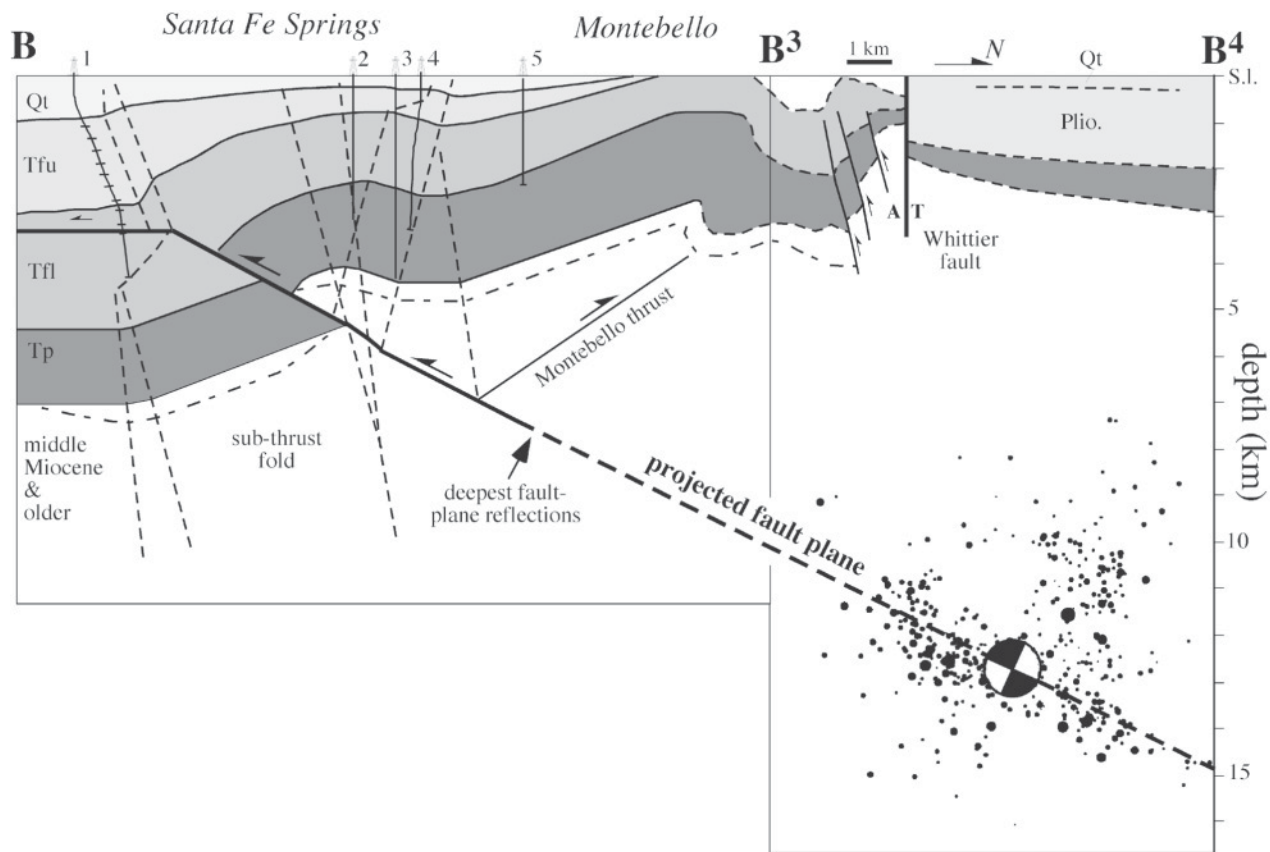 Santa Fe Springs
Montebello
B
B³
1 km
N
Qt
B⁴
1
2
3
4
5
S.l.
Qt
Plio.
Tfu
A T
Whittier
fault
Tfl
5
Montebello thrust
Tp
depth (km)
middle
Miocene
&
older
sub-thrust
fold
deepest fault-
plane reflections
projected fault plane
10
15